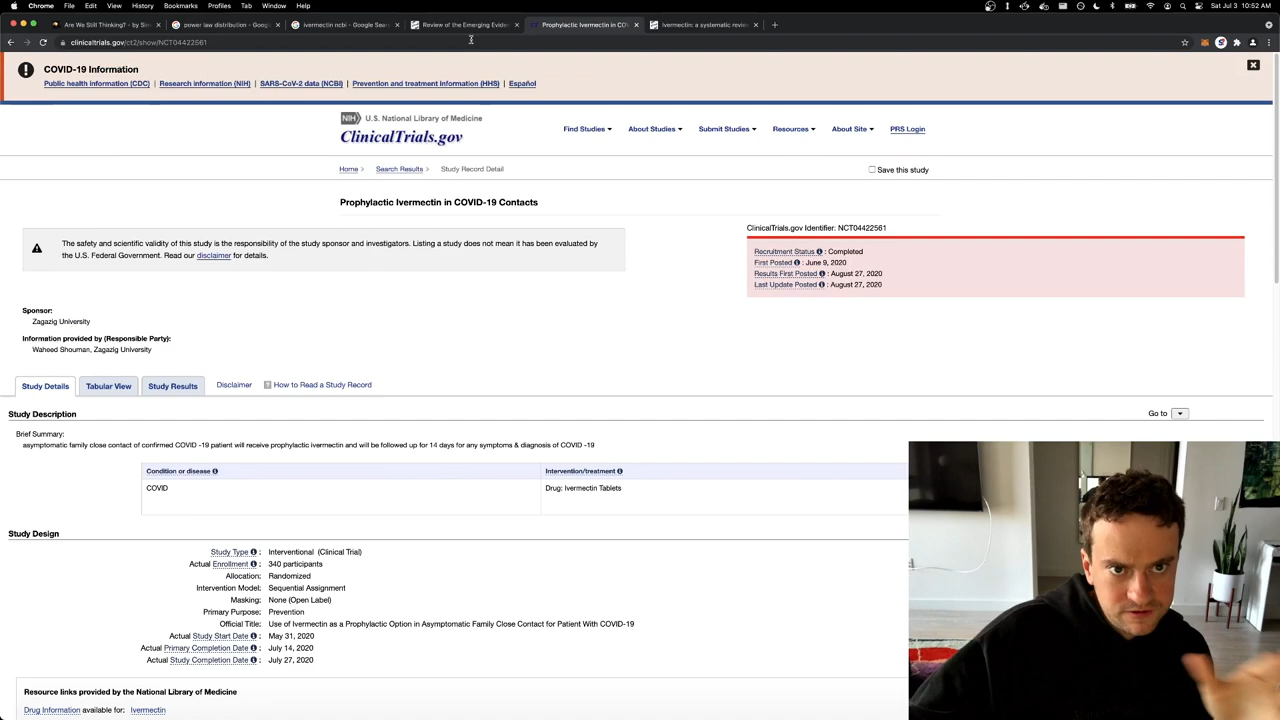 Chrome File Edit View History Bookmarks Profiles Tab Window Help Sat Jul 3 10:52 AM
Are We Still Thinking? - by Sim power law distribution - Goog ivermectin ncbi - Google Sear Review of the Emerging Evide Prophylactic Ivermectin in CO Ivermectin: a systematic revie
clinicaltrials.gov/ct2/show/NCT04422561
COVID-19 Information
Public health information (CDC) | Research information (NIH) | SARS-CoV-2 data (NCBI) | Prevention and treatment information (HHS) | Español
NIH U.S. National Library of Medicine
ClinicalTrials.gov
Find Studies About Studies Submit Studies Resources About Site PRS Login
Home > Search Results > Study Record Detail
Save this study
Prophylactic Ivermectin in COVID-19 Contacts
The safety and scientific validity of this study is the responsibility of the study sponsor and investigators. Listing a study does not mean it has been evaluated
by the U.S. Federal Government. Read our disclaimer for details.
ClinicalTrials.gov Identifier: NCT04422561
Recruitment Status : Completed
First Posted : June 9, 2020
Results First Posted : August 27, 2020
Last Update Posted : August 27, 2020
Sponsor:
Zagazig University
Information provided by (Responsible Party):
Waheed Shouman, Zagazig University
Study Details Tabular View Study Results Disclaimer ? How to Read a Study Record
Study Description
Go to
Brief Summary:
asymptomatic family close contact of confirmed COVID -19 patient will receive prophylactic ivermectin and will be followed up for 14 days for any symptoms & diagnosis of COVID -19
Condition or disease Intervention/treatment
COVID Drug: Ivermectin Tablets
Study Design
Study Type : Interventional (Clinical Trial)
Actual Enrollment : 340 participants
Allocation: Randomized
Intervention Model: Sequential Assignment
Masking: None (Open Label)
Primary Purpose: Prevention
Official Title: Use of Ivermectin as a Prophylactic Option in Asymptomatic Family Close Contact for Patient With COVID-19
Actual Study Start Date : May 31, 2020
Actual Primary Completion Date : July 14, 2020
Actual Study Completion Date : July 27, 2020
Resource links provided by the National Library of Medicine
Drug Information available for: Ivermectin